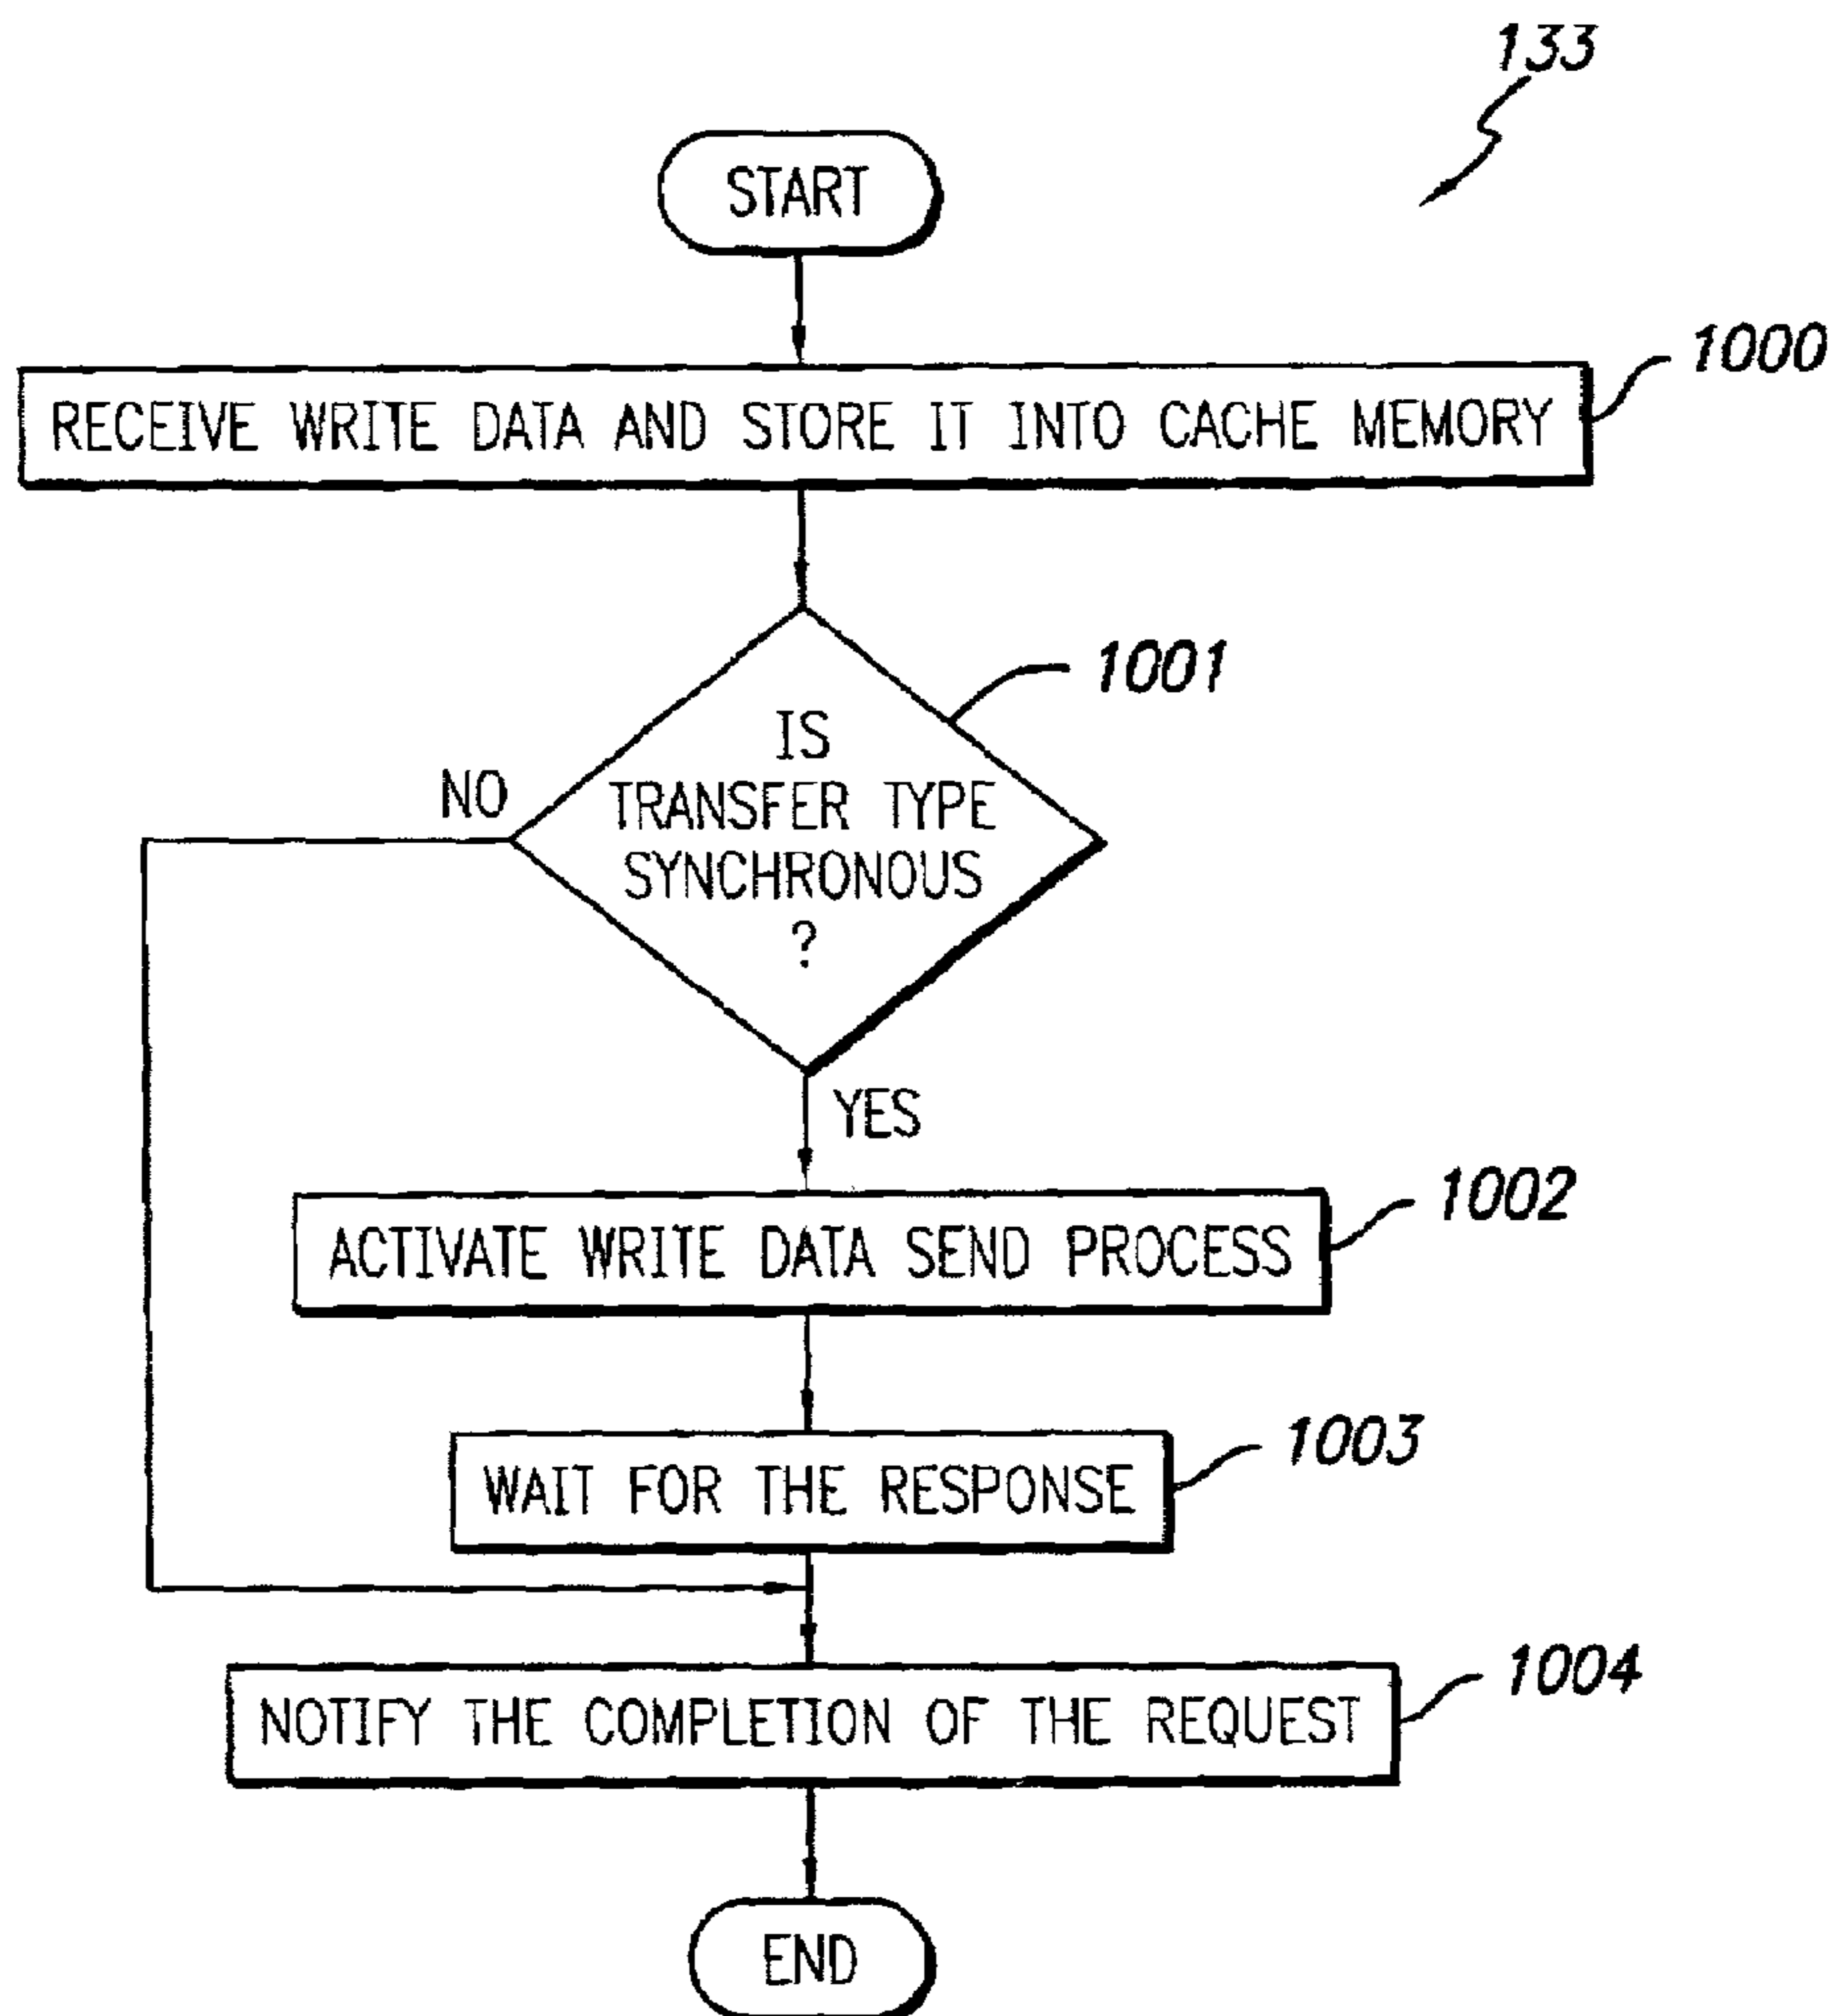 133
START
1000
RECEIVE WRITE DATA AND STORE IT INTO CACHE MEMORY
1001
IS
TRANSFER TYPE
SYNCHRONOUS
?
NO
YES
1002
ACTIVATE WRITE DATA SEND PROCESS
1003
WAIT FOR THE RESPONSE
1004
NOTIFY THE COMPLETION OF THE REQUEST
END